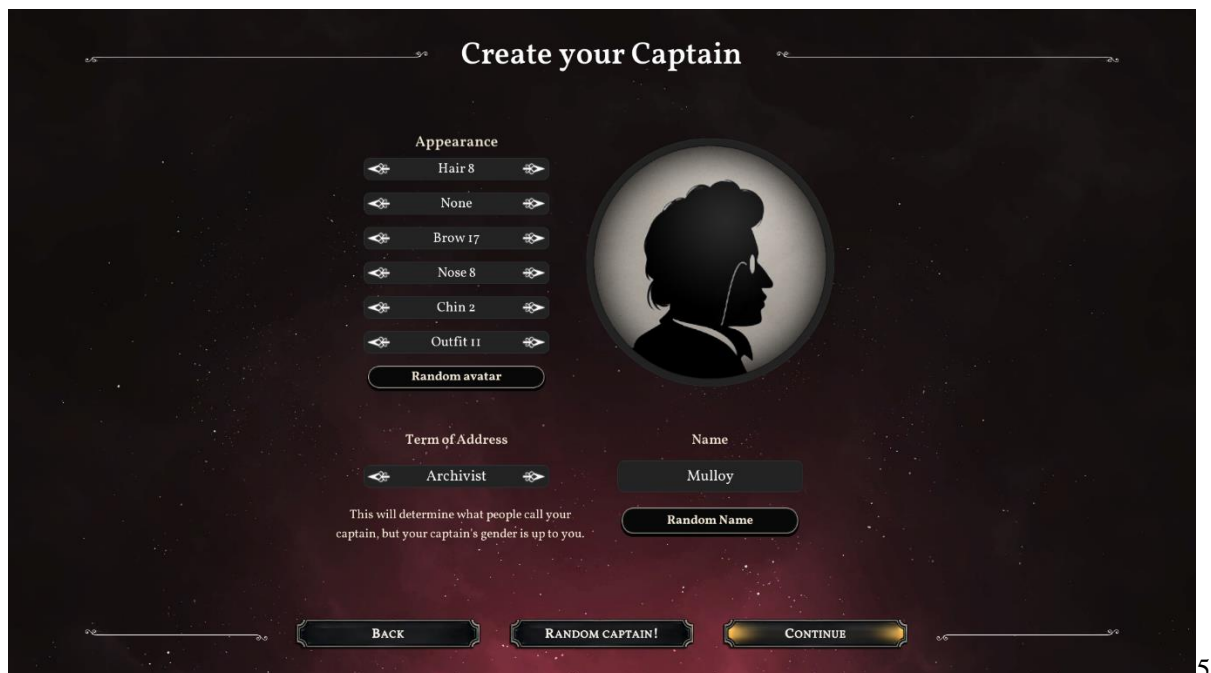 Create your Captain
Appearance
Hair 8
None
Brow 17
Nose 8
Chin 2
Outfit 11
Random avatar
Term of Address
Archivist
This will determine what people call your
captain, but your captain's gender is up to you.
Name
Mulloy
Random Name
BACK
RANDOM CAPTAIN!
CONTINUE
5